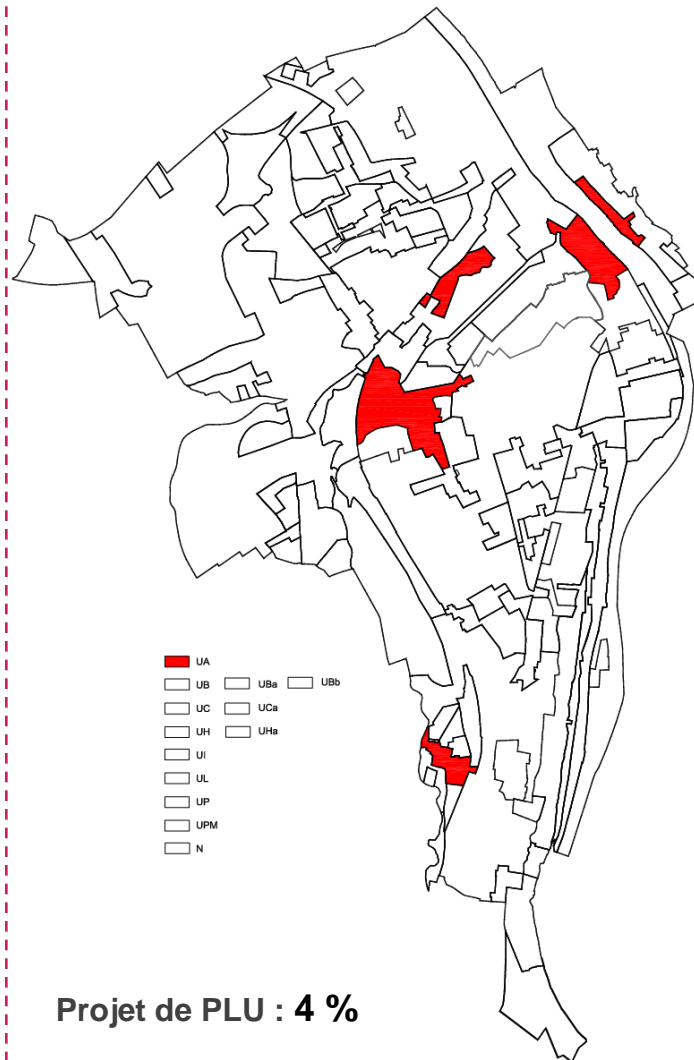 UA
UB UBa UBb
UC UCa
UH UHa
UI
UL
UP
UPM
N
Projet de PLU : 4 %